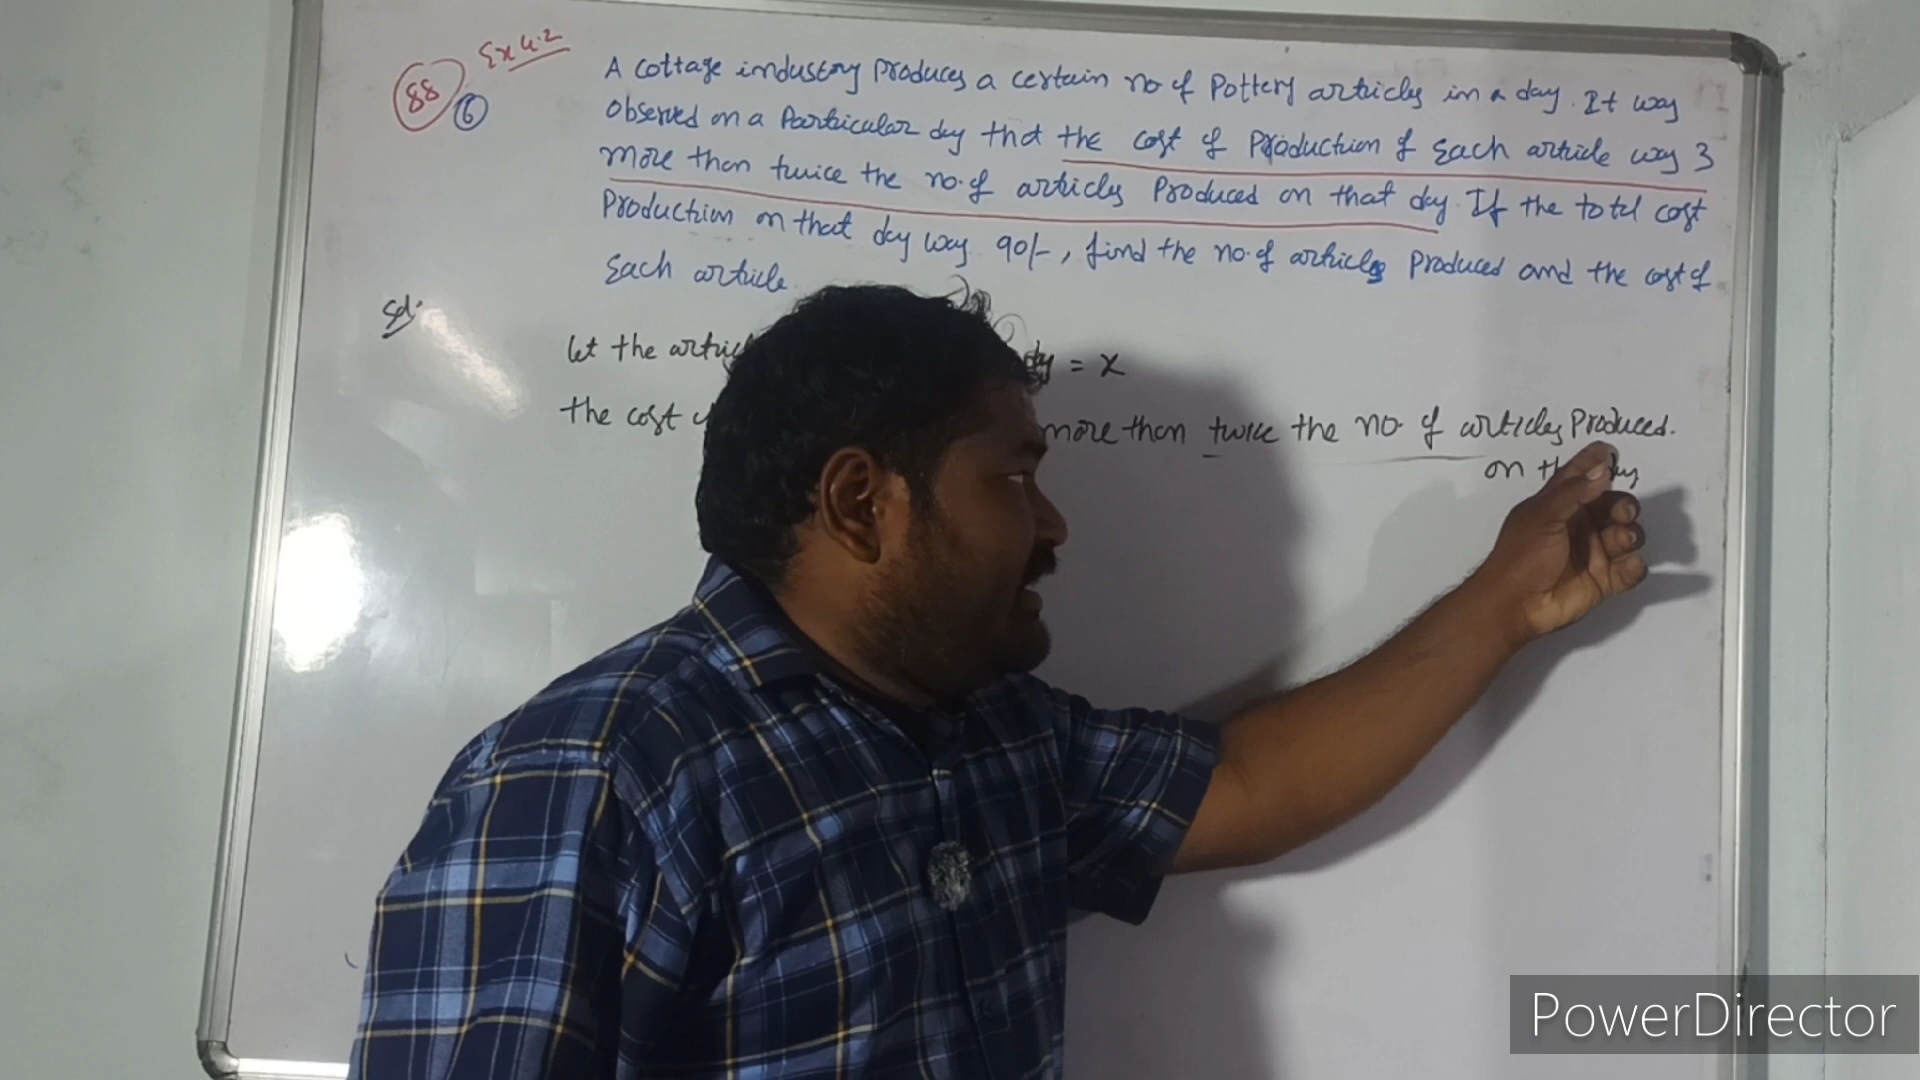 Ex 4.2
88
6
A cottage industry produces a certain no of Pottery articles in a day. It was
observed on a Particular day that the cost of Production of Each article was 3
more than twice the no. of articles Produced on that day. If the total cost
Production on that day was 90/-, find the no. of articles Produced and the cost of
Each article.
Sol:
let the day = x
the cost more than twice the no of articles Produced.
on day
PowerDirector